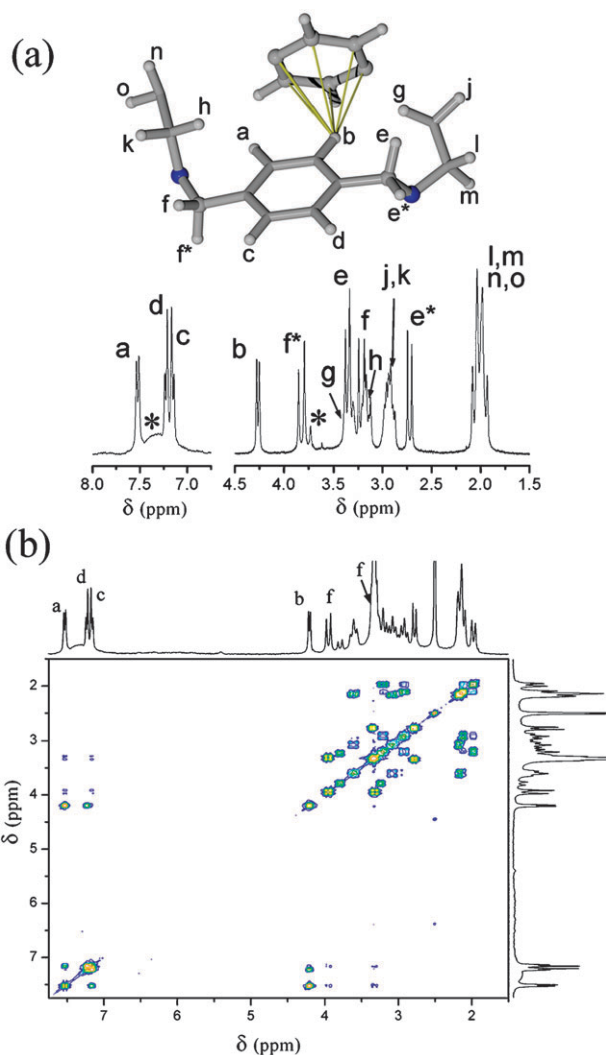 (a)
n
o
h
k
a
b
g
j
e
l
m
e*
f
f*
c
d
a
*
d
c
b
f*
*
g
e
f
h
j,k
e*
l,m
n,o
8.0 7.5 7.0 4.5 4.0 3.5 3.0 2.5 2.0 1.5
δ (ppm) δ (ppm)
(b)
a
d
c
b
f
f
2
3
4
5
6
7
δ (ppm)
7 6 5 4 3 2
δ (ppm)